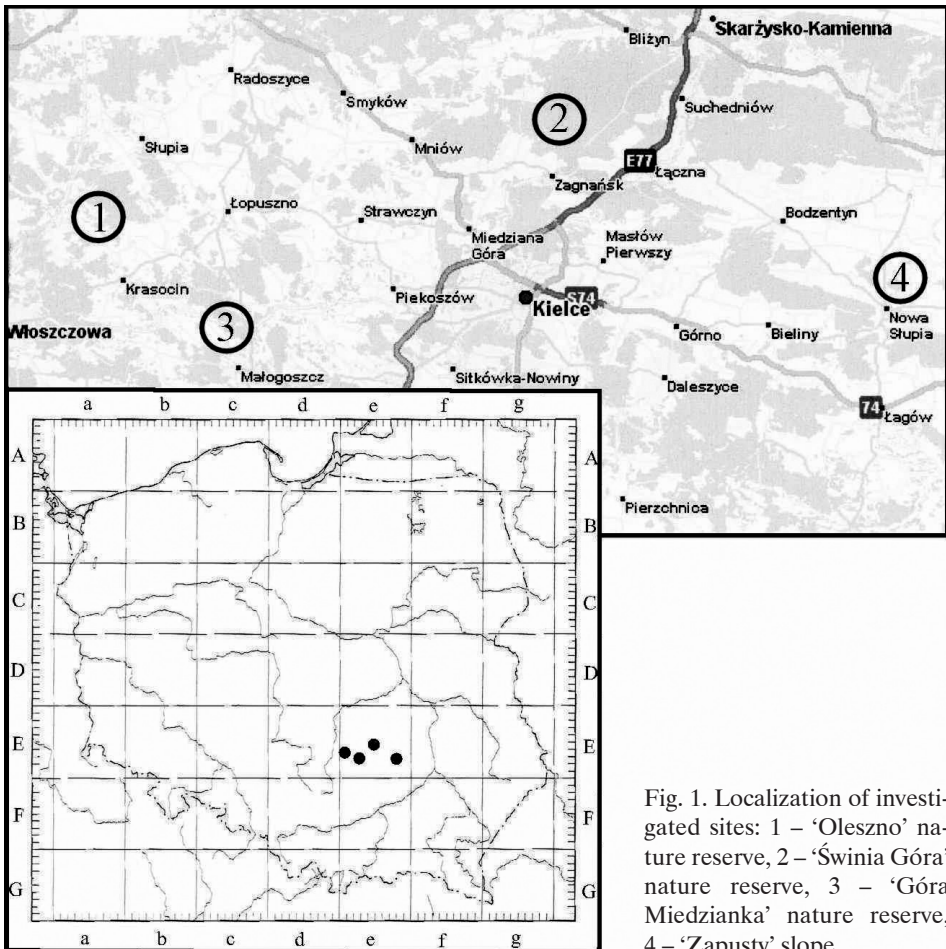 Skarżysko-Kamienna
Bliżyn
Radoszyce
Smyków
Suchedniów
2
Mniów
Słupia
E77
Łączna
Zagnańsk
1
Łopuszno
Strawczyn
Bodzentyn
Miedziana
Góra
Masłów
Pierwszy
4
Krasocin
Piekoszów
S74
Kielce
Nowa
Słupia
3
Włoszczowa
Górno
Bieliny
Małogoszcz
Sitkówka-Nowiny
Daleszyce
74
Łagów
Pierzchnica
a b c d e f g
A A
B B
C C
D D
E E
F F
G G
a b c d e f g
Fig. 1. Localization of investi-
gated sites: 1 – ‘Oleszno’ na-
ture reserve, 2 – ‘Świnia Góra’
nature reserve, 3 – ‘Góra
Miedzianka’ nature reserve,
4 – ‘Zapusty’ slope